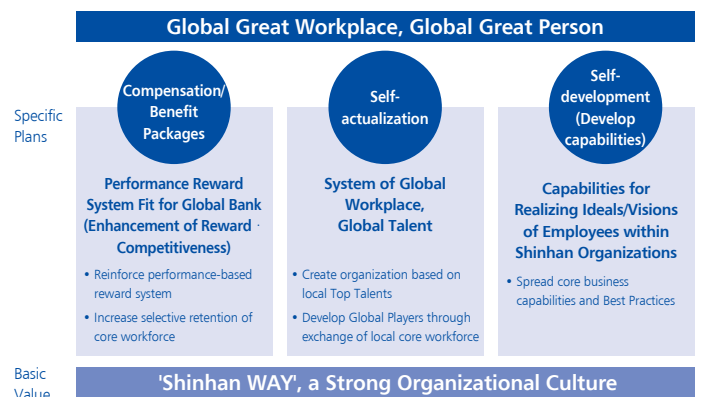 Global Great Workplace, Global Great Person
Specific
Plans
Compensation/
Benefit
Packages
Performance Reward
System Fit for Global Bank
(Enhancement of Reward ·
Competitiveness)
• Reinforce performance-based
reward system
• Increase selective retention of
core workforce
Self-
actualization
System of Global
Workplace,
Global Talent
• Create organization based on
local Top Talents
• Develop Global Players through
exchange of local core workforce
Self-
development
(Develop
capabilities)
Capabilities for
Realizing Ideals/Visions
of Employees within
Shinhan Organizations
• Spread core business
capabilities and Best Practices
Basic
Value
'Shinhan WAY', a Strong Organizational Culture